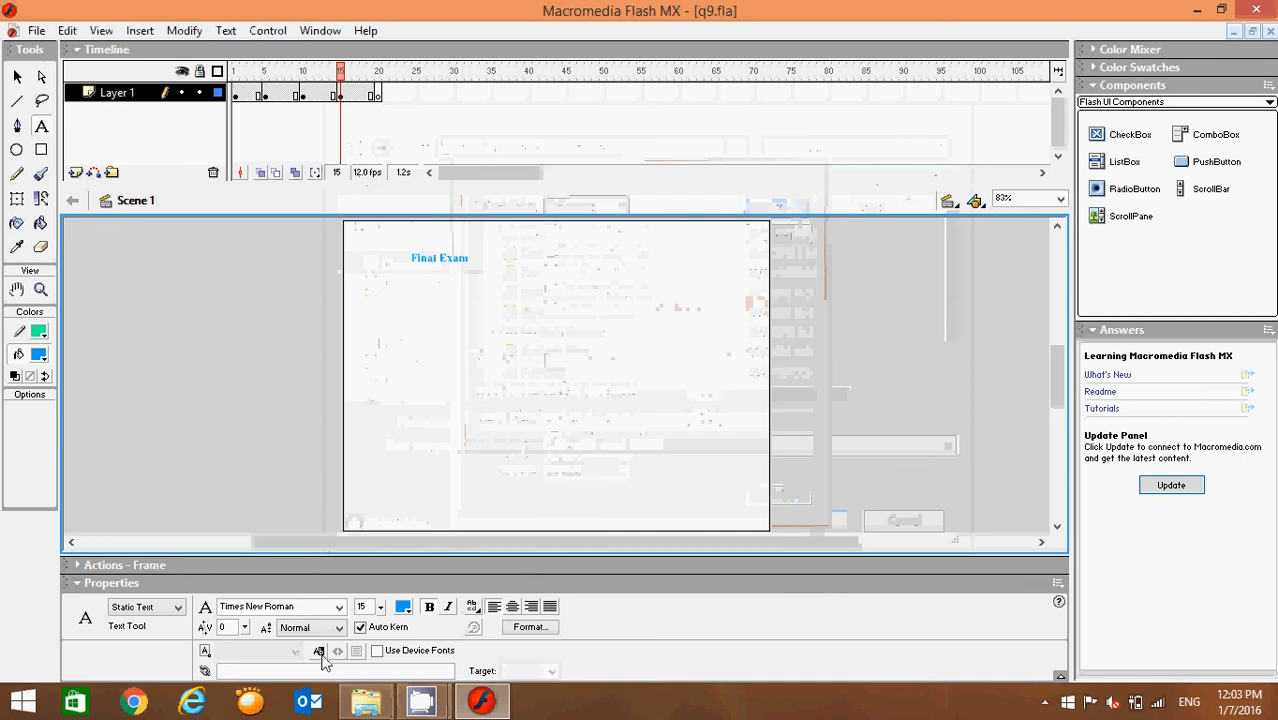 Macromedia Flash MX - [q9.fla]
File Edit View Insert Modify Text Control Window Help
Tools
Timeline
Color Mixer
Color Swatches
Components
Flash UI Components
1 5 10 15 20 25 30 35 40 45 50 55 60 65 70 75 80 85 90 95 100 105
Layer 1
CheckBox ComboBox
ListBox PushButton
RadioButton ScrollBar
ScrollPane
15 12.0 fps 1.2s
Scene 1
83%
Final Exam
View
Colors
Options
Answers
Learning Macromedia Flash MX
What's New
Readme
Tutorials
Update Panel
Click Update to connect to Macromedia.com
and get the latest content.
Update
Actions - Frame
Properties
Static Text
Text Tool
Times New Roman 15 B I
0 Normal Auto Kern Format...
Use Device Fonts
Target:
ENG
12:03 PM
1/7/2016